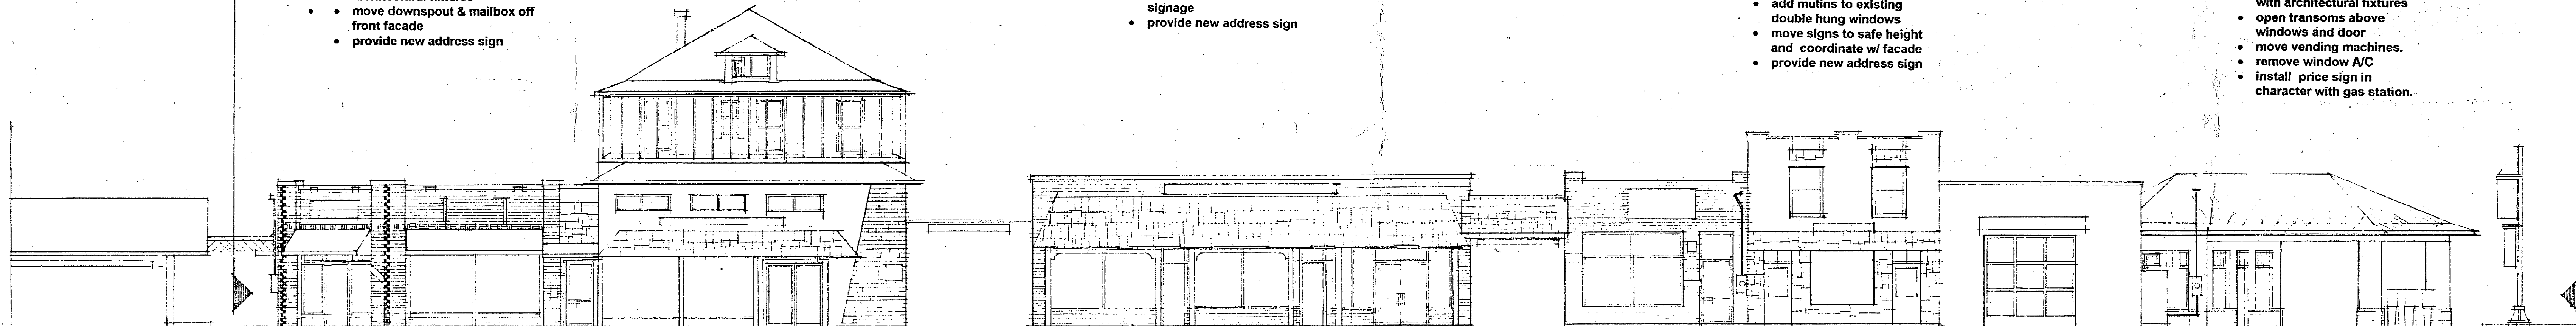 • • move downspout & mailbox off
front facade
• provide new address sign
signage
• provide new address sign
• add mutins to existing
double hung windows
• move signs to safe height
and coordinate w/ facade
• provide new address sign
with architectural fixtures
• open transoms above
windows and door
• move vending machines.
• remove window A/C
• install price sign in
character with gas station.